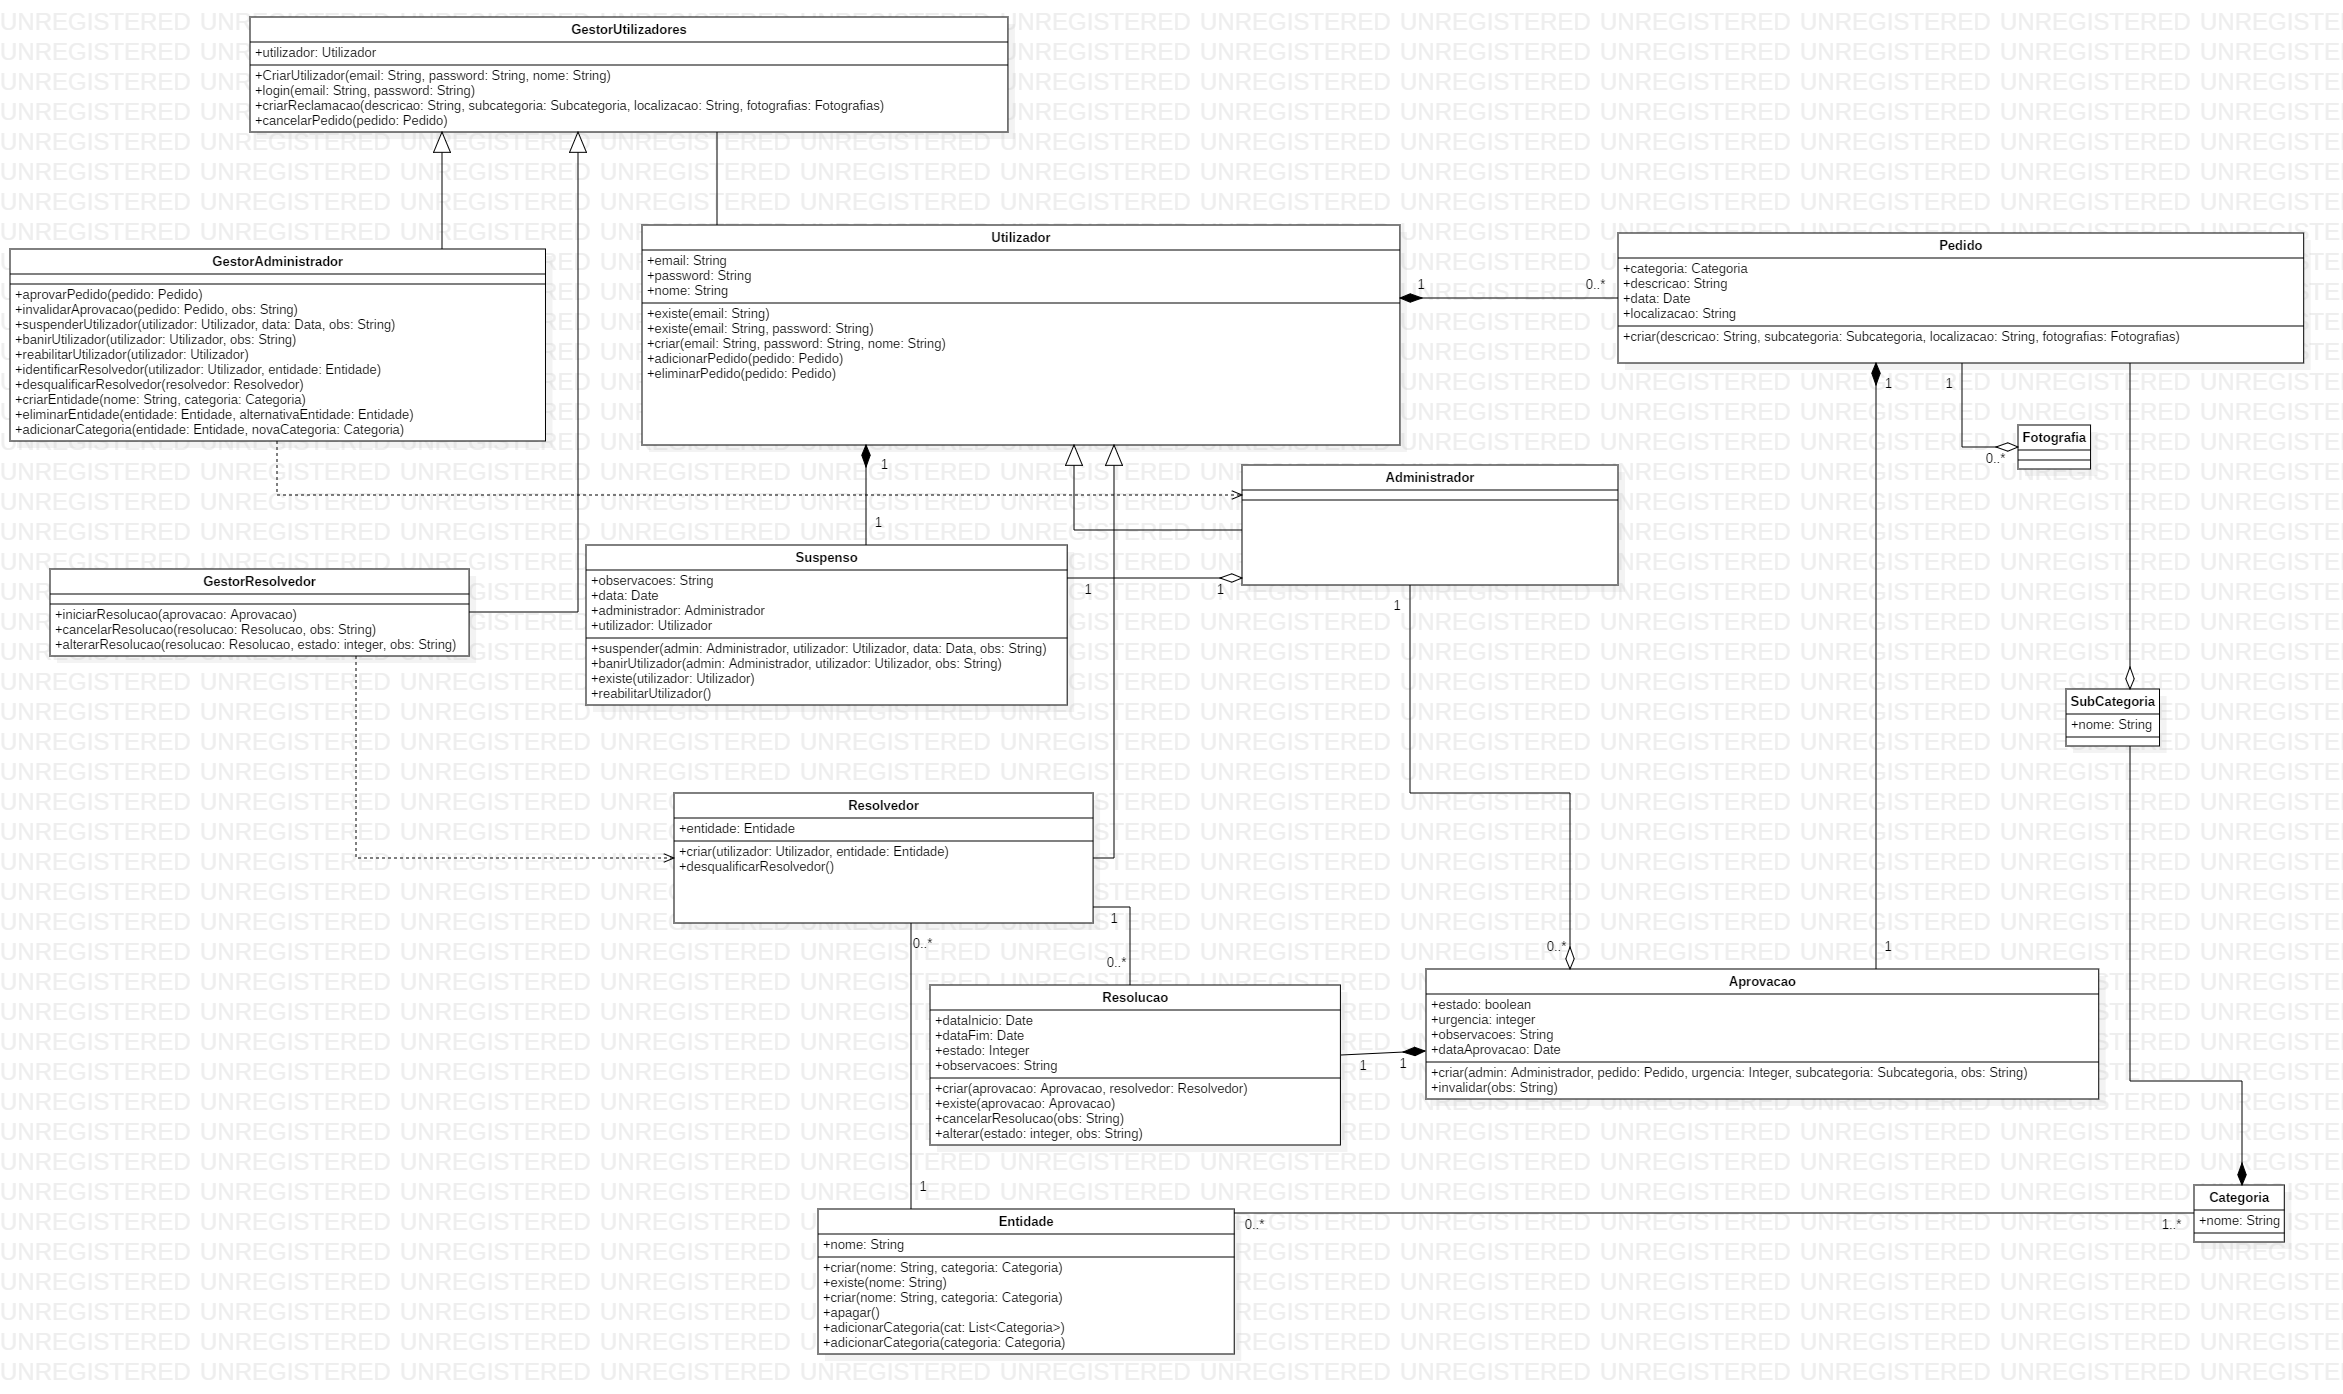 GestorUtilizadores
+utilizador: Utilizador
+CriarUtilizador(email: String, password: String, nome: String)
+login(email: String, password: String)
+criarReclamacao(descricao: String, subcategoria: Subcategoria, localizacao: String, fotografias: Fotografias)
+cancelarPedido(pedido: Pedido)
GestorAdministrador
+aprovarPedido(pedido: Pedido)
+invalidarAprovacao(pedido: Pedido, obs: String)
+suspenderUtilizador(utilizador: Utilizador, data: Data, obs: String)
+banirUtilizador(utilizador: Utilizador, obs: String)
+reabilitarUtilizador(utilizador: Utilizador)
+identificarResolvedor(utilizador: Utilizador, entidade: Entidade)
+desqualificarResolvedor(resolvedor: Resolvedor)
+criarEntidade(nome: String, categoria: Categoria)
+eliminarEntidade(entidade: Entidade, alternativaEntidade: Entidade)
+adicionarCategoria(entidade: Entidade, novaCategoria: Categoria)
Utilizador
+email: String
+password: String
+nome: String
+existe(email: String)
+existe(email: String, password: String)
+criar(email: String, password: String, nome: String)
+adicionarPedido(pedido: Pedido)
+eliminarPedido(pedido: Pedido)
1
0..*
Pedido
+categoria: Categoria
+descricao: String
+data: Date
+localizacao: String
+criar(descricao: String, subcategoria: Subcategoria, localizacao: String, fotografias: Fotografias)
1
1
0..*
Fotografia
1
1
Administrador
GestorResolvedor
+iniciarResolucao(aprovacao: Aprovacao)
+cancelarResolucao(resolucao: Resolucao, obs: String)
+alterarResolucao(resolucao: Resolucao, estado: integer, obs: String)
Suspenso
+observacoes: String
+data: Date
+administrador: Administrador
+utilizador: Utilizador
+suspender(admin: Administrador, utilizador: Utilizador, data: Data, obs: String)
+banirUtilizador(admin: Administrador, utilizador: Utilizador, obs: String)
+existe(utilizador: Utilizador)
+reabilitarUtilizador()
1
1
1
SubCategoria
+nome: String
Resolvedor
+entidade: Entidade
+criar(utilizador: Utilizador, entidade: Entidade)
+desqualificarResolvedor()
0..*
1
0..*
0..*
1
Resolucao
+dataInicio: Date
+dataFim: Date
+estado: Integer
+observacoes: String
+criar(aprovacao: Aprovacao, resolvedor: Resolvedor)
+existe(aprovacao: Aprovacao)
+cancelarResolucao(obs: String)
+alterar(estado: integer, obs: String)
1
1
Aprovacao
+estado: boolean
+urgencia: integer
+observacoes: String
+dataAprovacao: Date
+criar(admin: Administrador, pedido: Pedido, urgencia: Integer, subcategoria: Subcategoria, obs: String)
+invalidar(obs: String)
1
Entidade
+nome: String
+criar(nome: String, categoria: Categoria)
+existe(nome: String)
+criar(nome: String, categoria: Categoria)
+apagar()
+adicionarCategoria(cat: List<Categoria>)
+adicionarCategoria(categoria: Categoria)
0..*
1..*
Categoria
+nome: String
UNREGISTERED